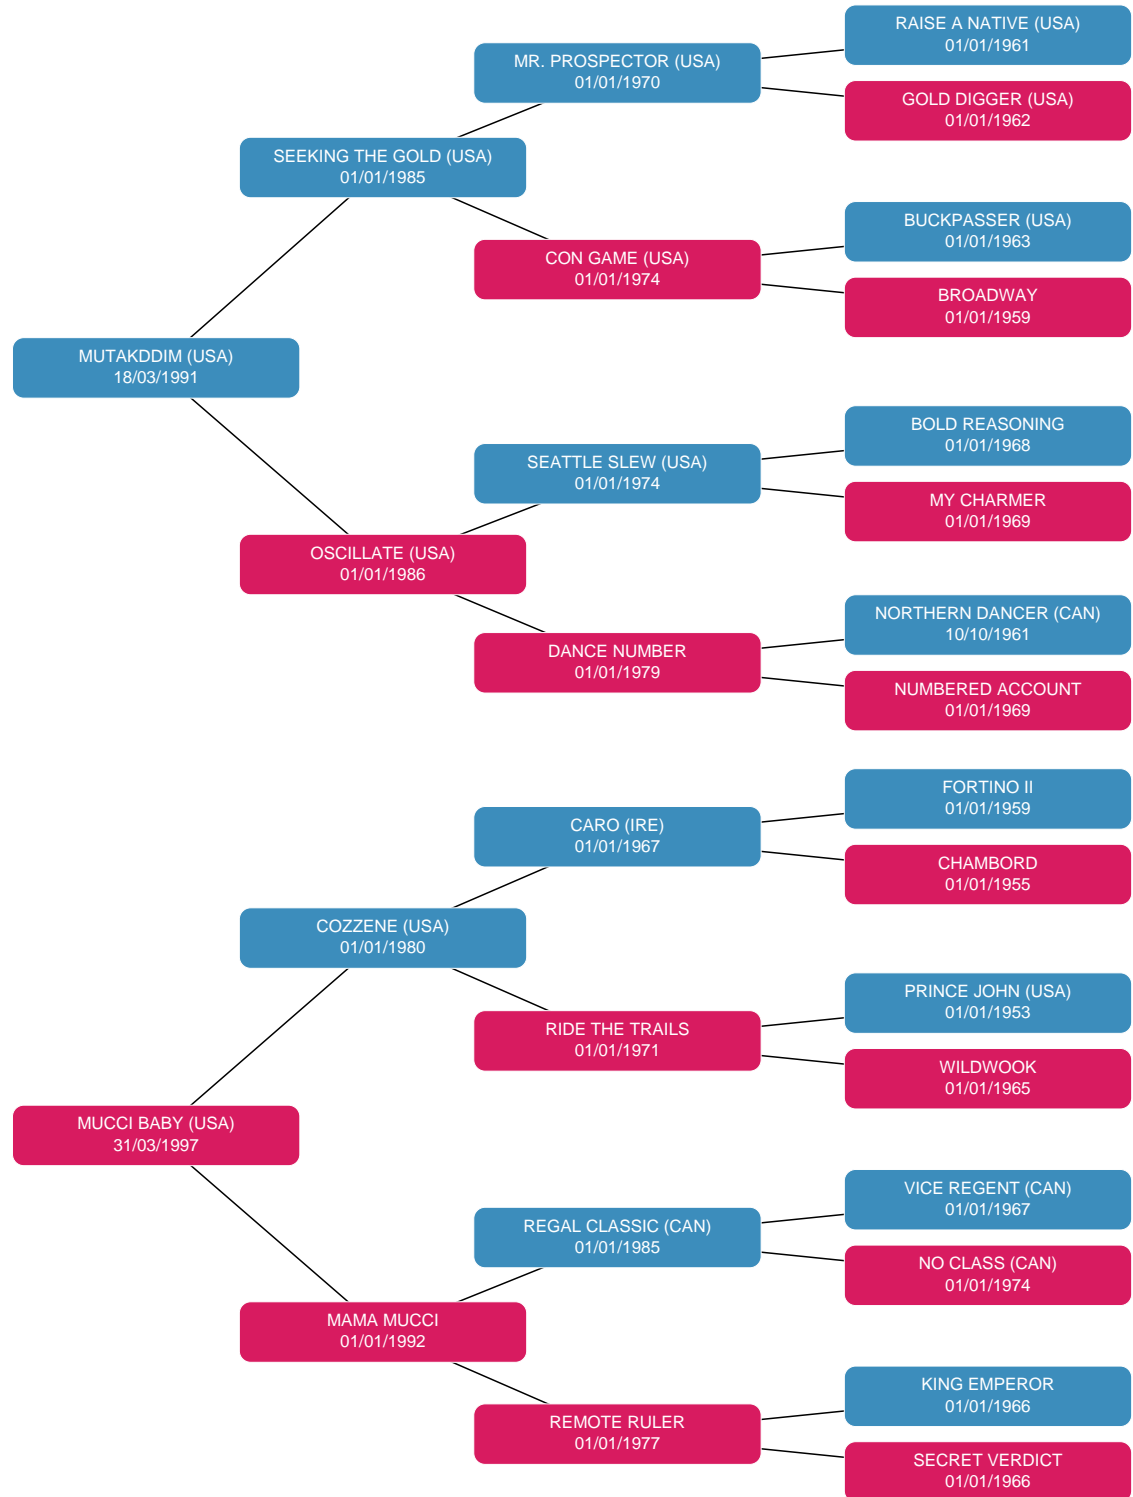 RAISE A NATIVE (USA)
01/01/1961
MR. PROSPECTOR (USA)
01/01/1970
GOLD DIGGER (USA)
01/01/1962
SEEKING THE GOLD (USA)
01/01/1985
BUCKPASSER (USA)
01/01/1963
CON GAME (USA)
01/01/1974
BROADWAY
01/01/1959
MUTAKDDIM (USA)
18/03/1991
BOLD REASONING
01/01/1968
SEATTLE SLEW (USA)
01/01/1974
MY CHARMER
01/01/1969
OSCILLATE (USA)
01/01/1986
NORTHERN DANCER (CAN)
10/10/1961
DANCE NUMBER
01/01/1979
NUMBERED ACCOUNT
01/01/1969
FORTINO II
01/01/1959
CARO (IRE)
01/01/1967
CHAMBORD
01/01/1955
COZZENE (USA)
01/01/1980
PRINCE JOHN (USA)
01/01/1953
RIDE THE TRAILS
01/01/1971
WILDWOOK
01/01/1965
MUCCI BABY (USA)
31/03/1997
VICE REGENT (CAN)
01/01/1967
REGAL CLASSIC (CAN)
01/01/1985
NO CLASS (CAN)
01/01/1974
MAMA MUCCI
01/01/1992
KING EMPEROR
01/01/1966
REMOTE RULER
01/01/1977
SECRET VERDICT
01/01/1966